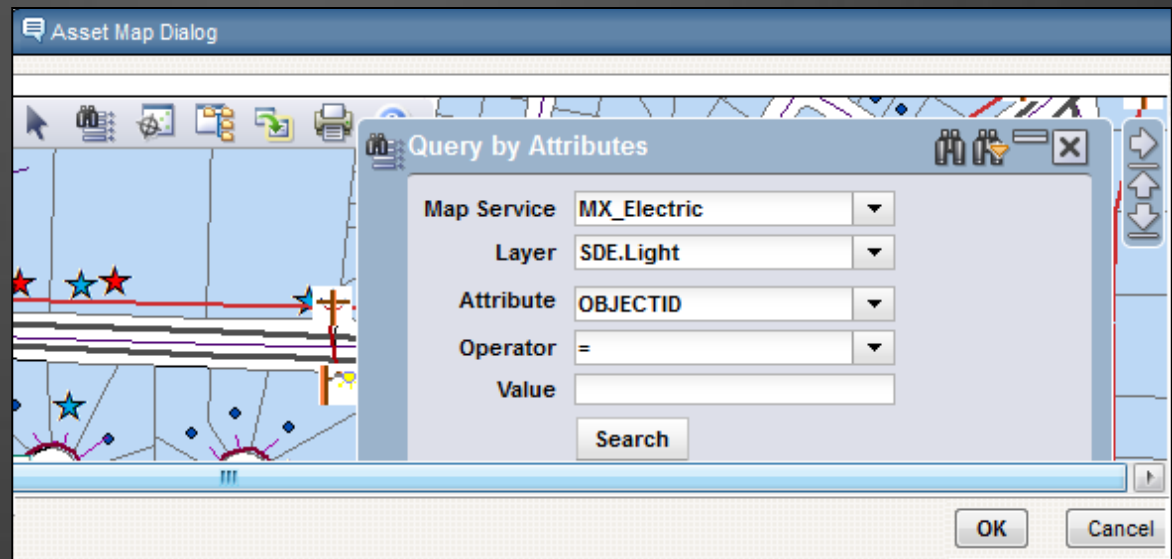 Asset Map Dialog
Query by Attributes
Map Service MX_Electric
Layer SDE.Light
Attribute OBJECTID
Operator =
Value
Search
OK Cancel